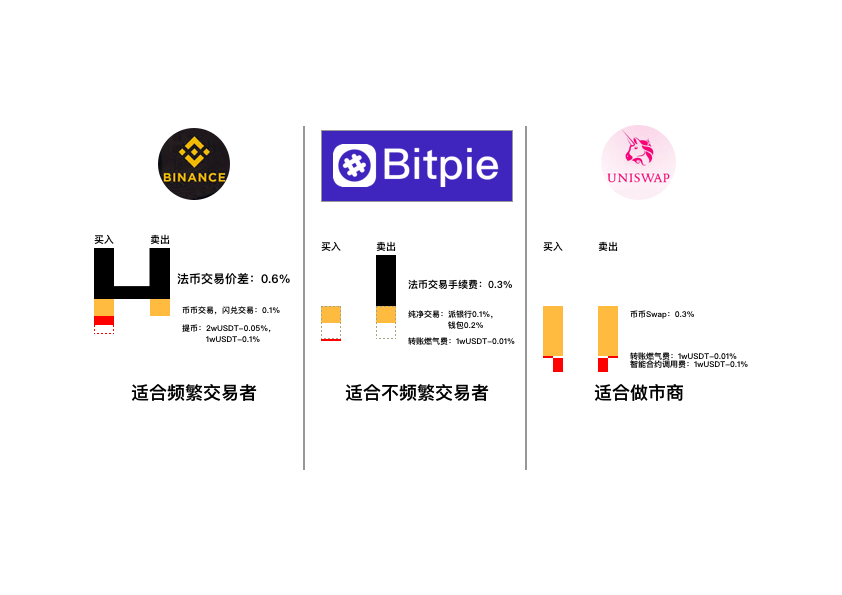 BINANCE
买入
卖出
法币交易价差：0.6%
币币交易，闪兑交易：0.1%
提币：2wUSDT-0.05%，
1wUSDT-0.1%
适合频繁交易者
Bitpie
买入
卖出
法币交易手续费：0.3%
纯净交易：派银行0.1%，
钱包0.2%
转账燃气费：1wUSDT-0.01%
适合不频繁交易者
UNISWAP
买入
卖出
币币Swap：0.3%
转账燃气费：1wUSDT-0.01%
智能合约调用费：1wUSDT-0.1%
适合做市商